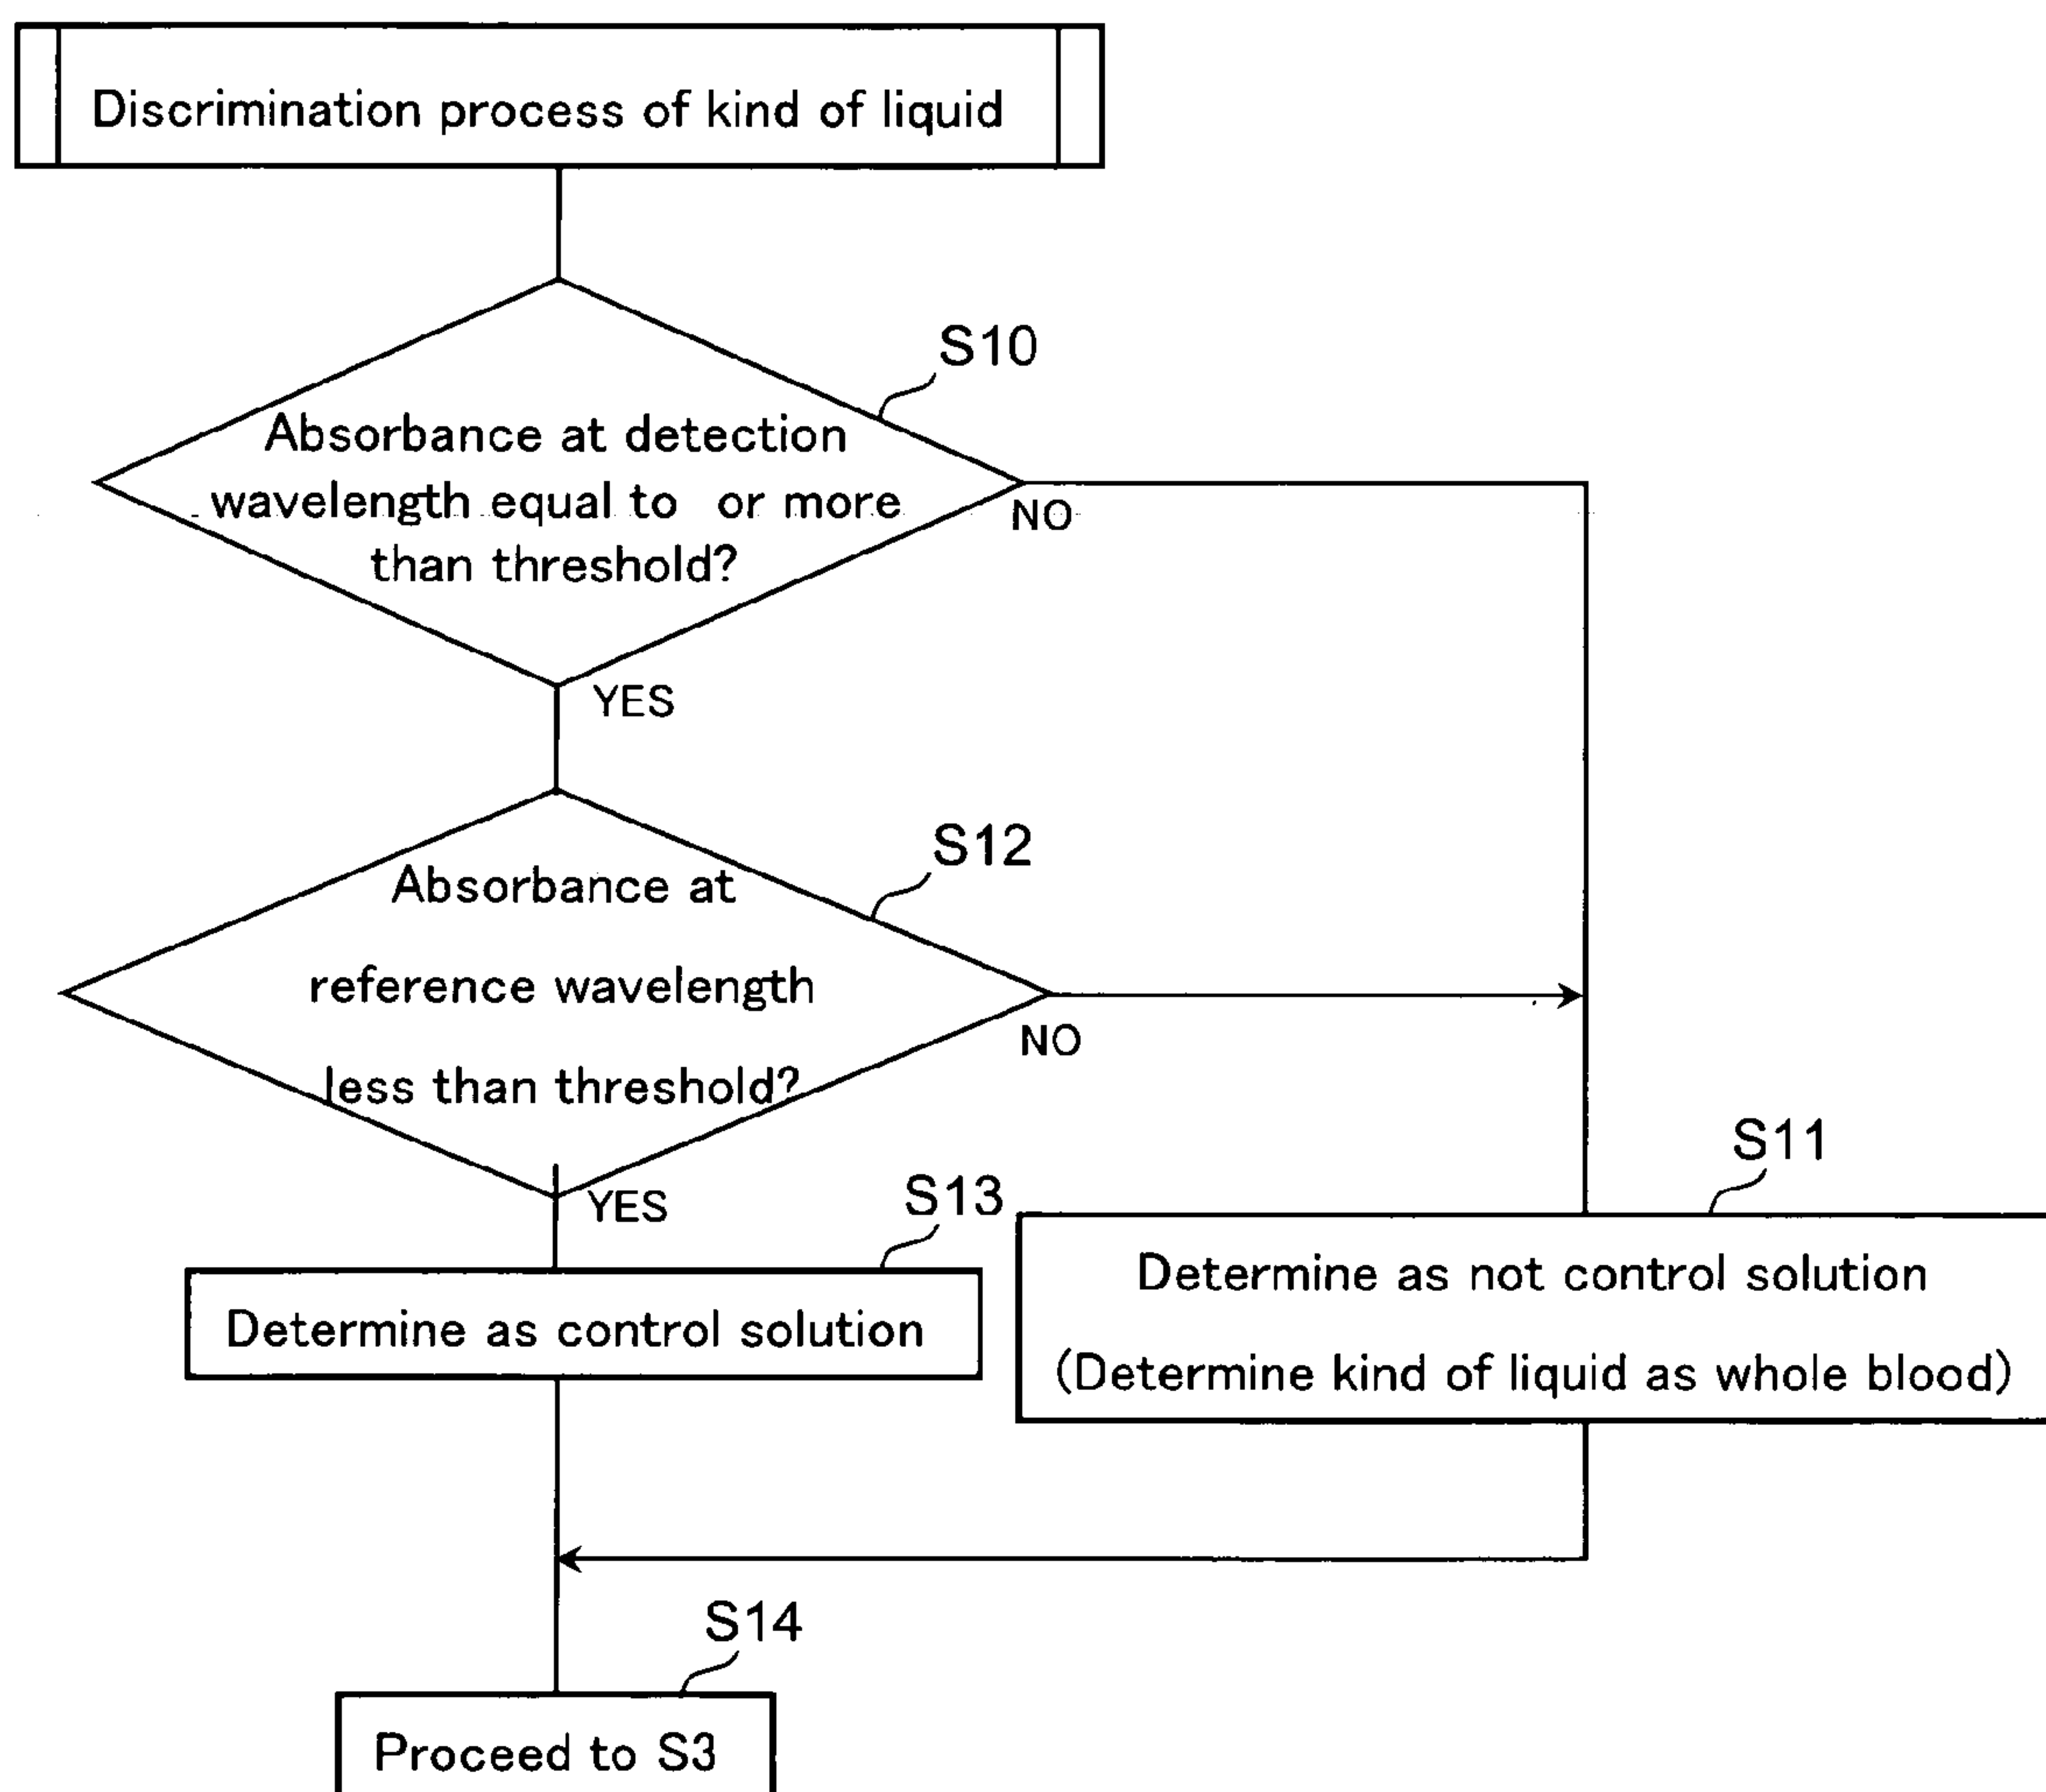 Discrimination process of kind of liquid
S10
Absorbance at detection
wavelength equal to or more
than threshold?
NO
YES
S12
Absorbance at
reference wavelength
less than threshold?
NO
YES
S13
Determine as control solution
S11
Determine as not control solution
(Determine kind of liquid as whole blood)
S14
Proceed to S3